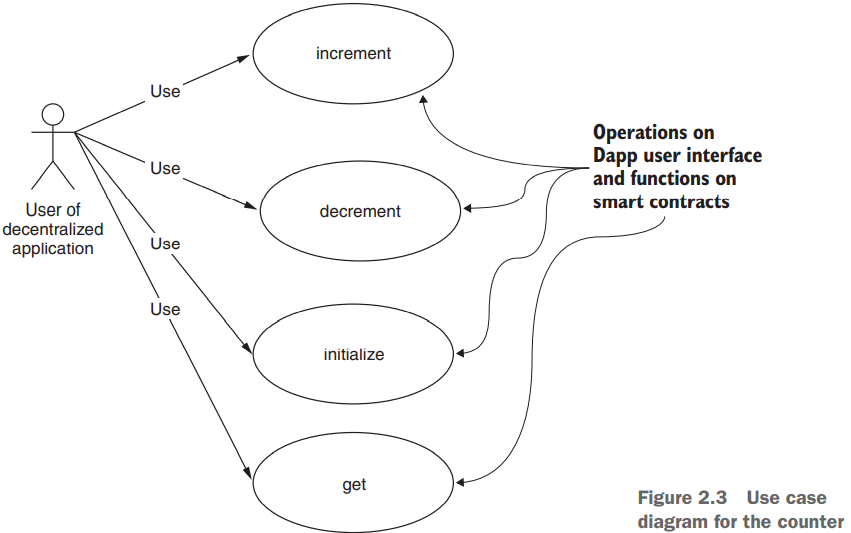 increment
Use
Operations on
Dapp user interface
and functions on
smart contracts
Use
User of
decentralized
application
decrement
Use
Use
initialize
get
Figure 2.3 Use case
diagram for the counter